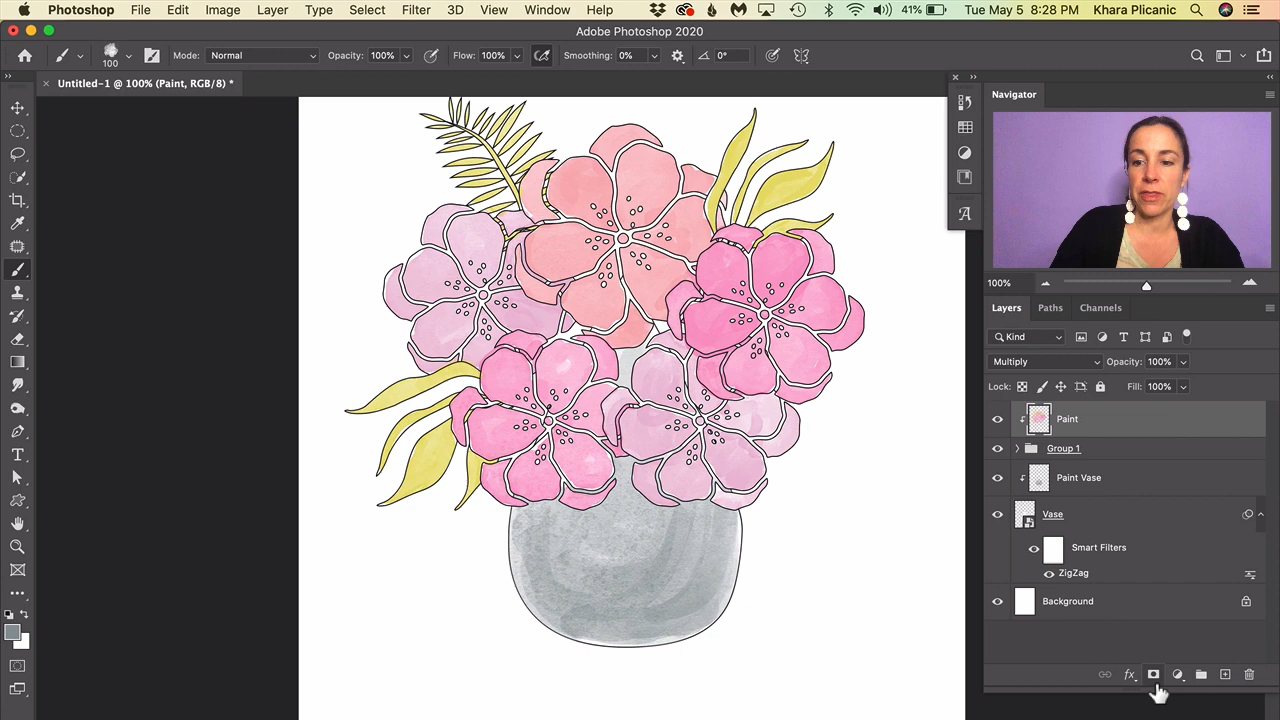 Photoshop File Edit Image Layer Type Select Filter 3D View Window Help 41% Tue May 5 8:28 PM Khara Plicanic
Adobe Photoshop 2020
100 Mode: Normal Opacity: 100% Flow: 100% Smoothing: 0% 0°
Untitled-1 @ 100% (Paint, RGB/8) *
Navigator
100%
Layers Paths Channels
Kind
Multiply Opacity: 100%
Lock: Fill: 100%
Paint
Group 1
Paint Vase
Vase
Smart Filters
ZigZag
Background
fx